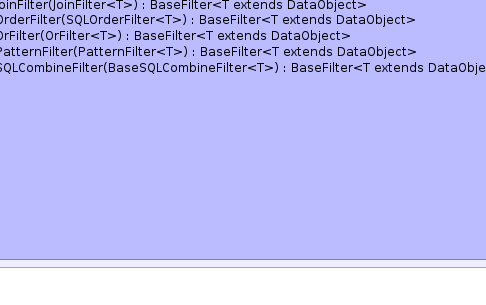 oinFilter(JoinFilter<T>) : BaseFilter<T extends DataObject>
OrderFilter(SQLOrderFilter<T>) : BaseFilter<T extends DataObject>
OrFilter(OrFilter<T>) : BaseFilter<T extends DataObject>
PatternFilter(PatternFilter<T>) : BaseFilter<T extends DataObject>
SQLCombineFilter(BaseSQLCombineFilter<T>) : BaseFilter<T extends DataObje